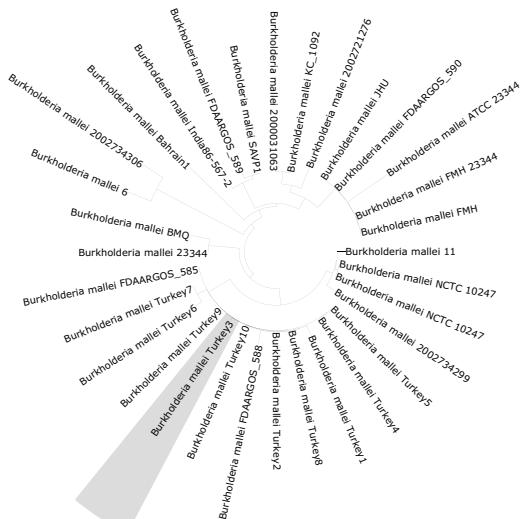 Burkholderia mallei 11
Burkholderia mallei FMH
Burkholderia mallei FMH 23344
Burkholderia mallei ATCC 23344
Burkholderia mallei FDAARGOS_590
Burkholderia mallei JHU
Burkholderia mallei 2002721276
Burkholderia mallei KC_1092
Burkholderia mallei 2000031063
Burkholderia mallei SAVP1
Burkholderia mallei FDAARGOS_589
Burkholderia mallei India86-567-2
Burkholderia mallei Bahrain1
Burkholderia mallei 2002734306
Burkholderia mallei 6
Burkholderia mallei BMQ
Burkholderia mallei 23344
Burkholderia mallei FDAARGOS_585
Burkholderia mallei Turkey7
Burkholderia mallei Turkey6
Burkholderia mallei Turkey9
Burkholderia mallei Turkey3
Burkholderia mallei Turkey10
Burkholderia mallei FDAARGOS_588
Burkholderia mallei Turkey2
Burkholderia mallei Turkey8
Burkholderia mallei Turkey1
Burkholderia mallei Turkey4
Burkholderia mallei Turkey5
Burkholderia mallei 2002734299
Burkholderia mallei NCTC 10247
Burkholderia mallei NCTC 10247